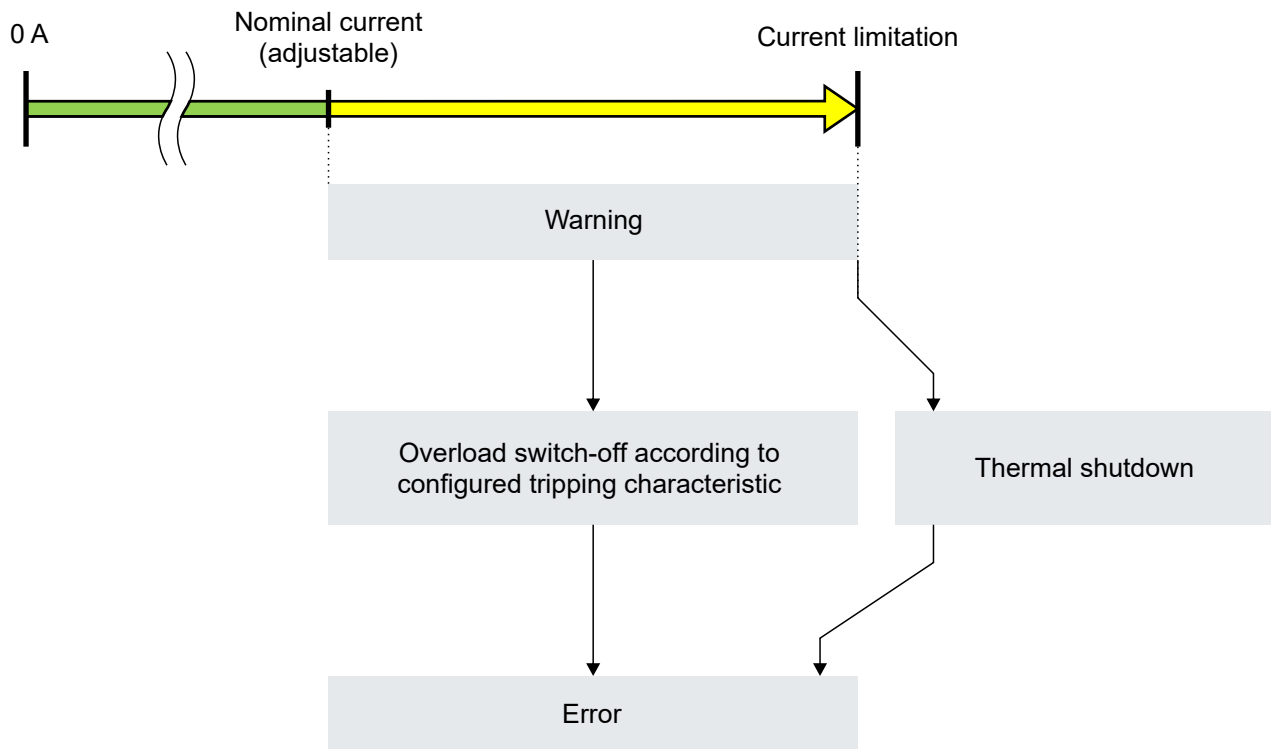 0 A
Nominal current
(adjustable)
Current limitation
Warning
Overload switch-off according to
configured tripping characteristic
Thermal shutdown
Error